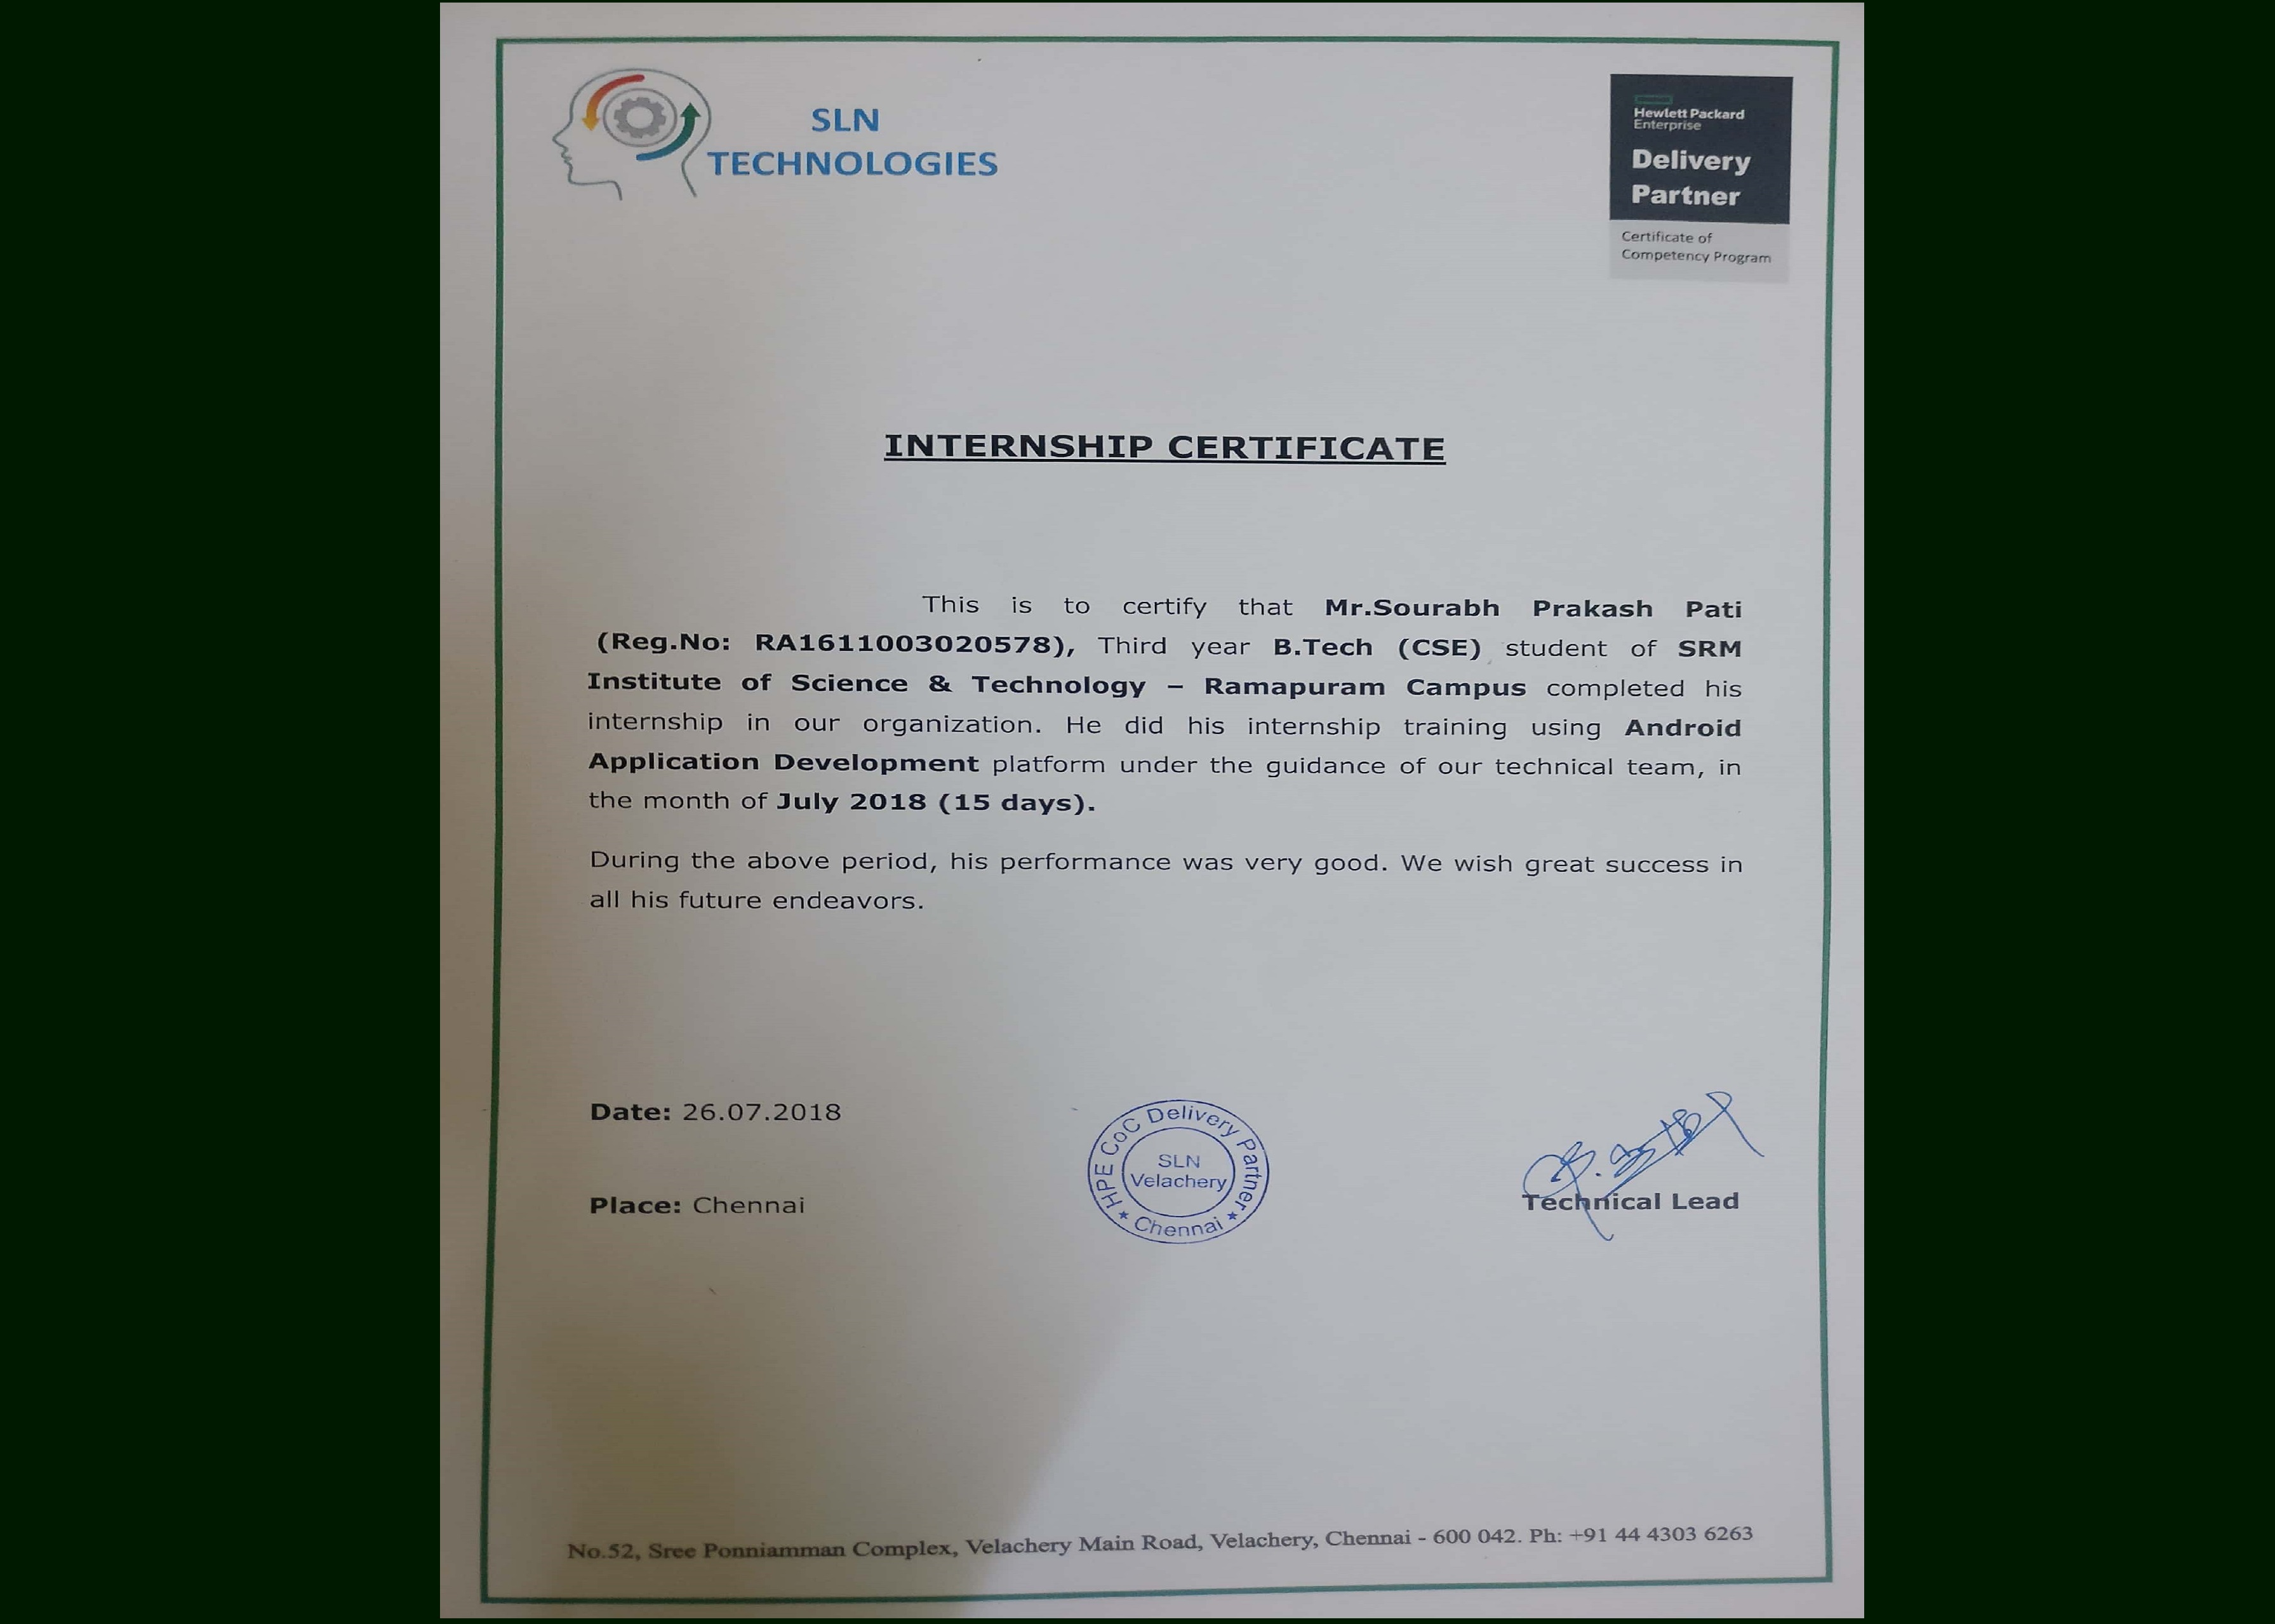 SLN
TECHNOLOGIES
Hewlett Packard
Enterprise
Delivery
Partner
Certificate of
Competency Program
INTERNSHIP CERTIFICATE
This is to certify that Mr.Sourabh Prakash Pati
(Reg.No: RA1611003020578), Third year B.Tech (CSE) student of SRM
Institute of Science & Technology – Ramapuram Campus completed his
internship in our organization. He did his internship training using Android
Application Development platform under the guidance of our technical team, in
the month of July 2018 (15 days).
During the above period, his performance was very good. We wish great success in
all his future endeavors.
Date: 26.07.2018
HPE CoC Delivery Partner
SLN
Velachery
★ Chennai ★
Place: Chennai
Technical Lead
No.52, Sree Ponniamman Complex, Velachery Main Road, Velachery, Chennai - 600 042. Ph: +91 44 4303 6263